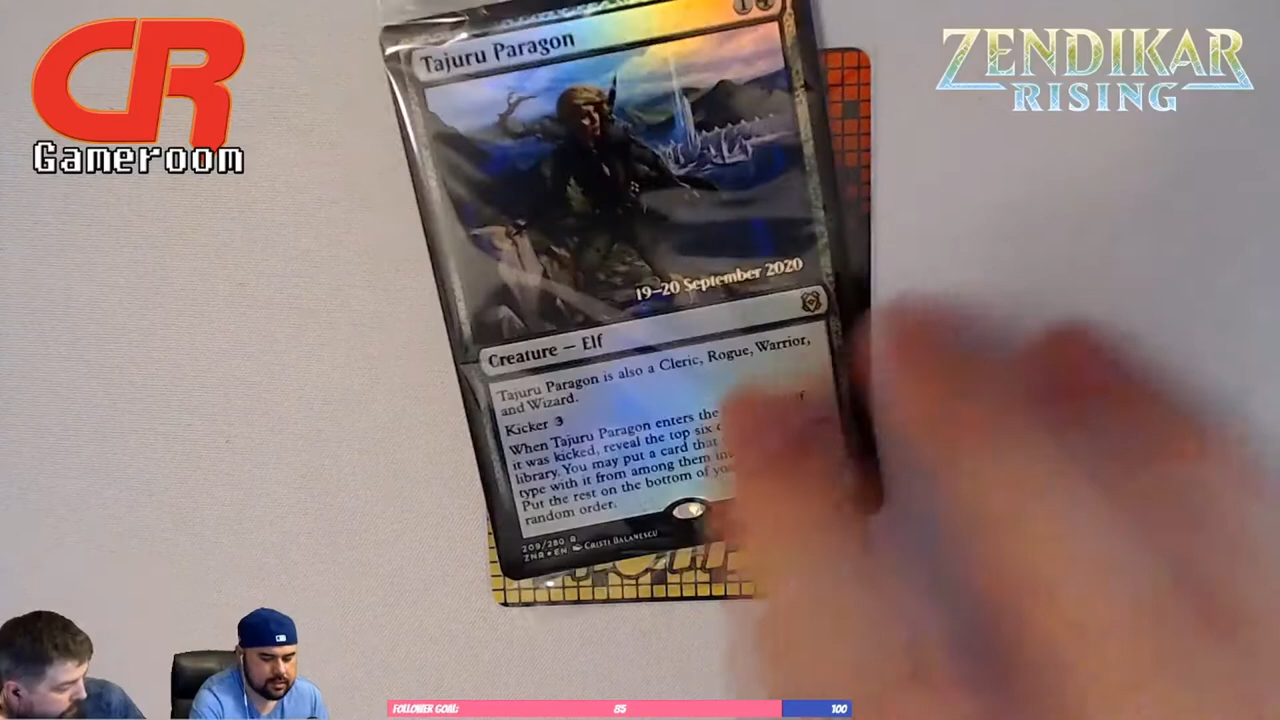 CR
Gameroom
ZENDIKAR
RISING
Tajuru Paragon
1
19–20 September 2020
Creature — Elf
Tajuru Paragon is also a Cleric, Rogue, Warrior,
and Wizard.
Kicker 3
When Tajuru Paragon enters the
it was kicked, reveal the top six
library. You may put a card that
type with it from among them
Put the rest on the bottom of
random order.
209/280 R
ZNR ★ EN CRISTI BALANESCU
FOLLOWER GOAL: 85 100